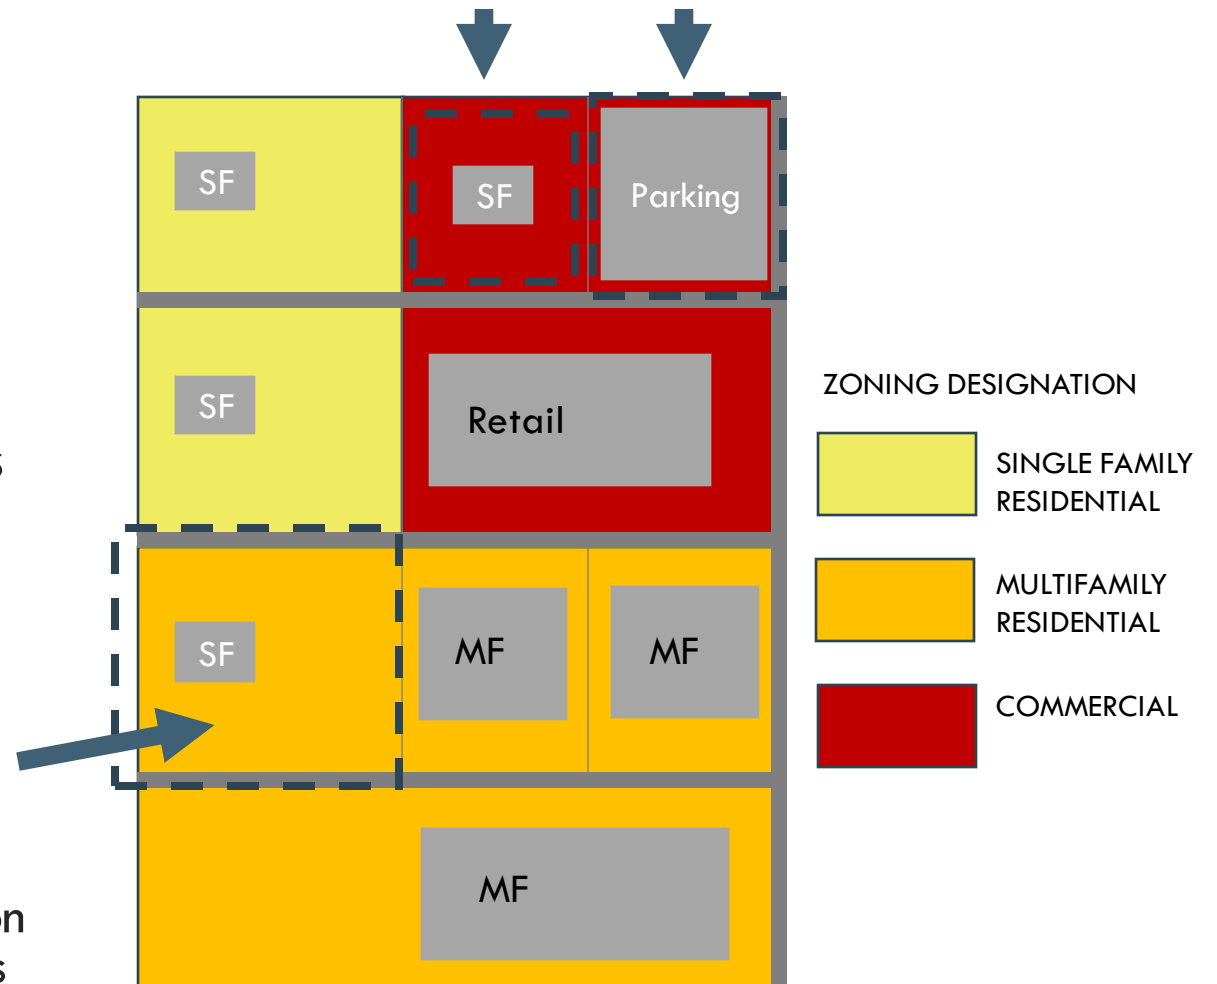 SF
SF
Parking
SF
Retail
ZONING DESIGNATION
SINGLE FAMILY
RESIDENTIAL
SF
MF
MF
MULTIFAMILY
RESIDENTIAL
COMMERCIAL
MF